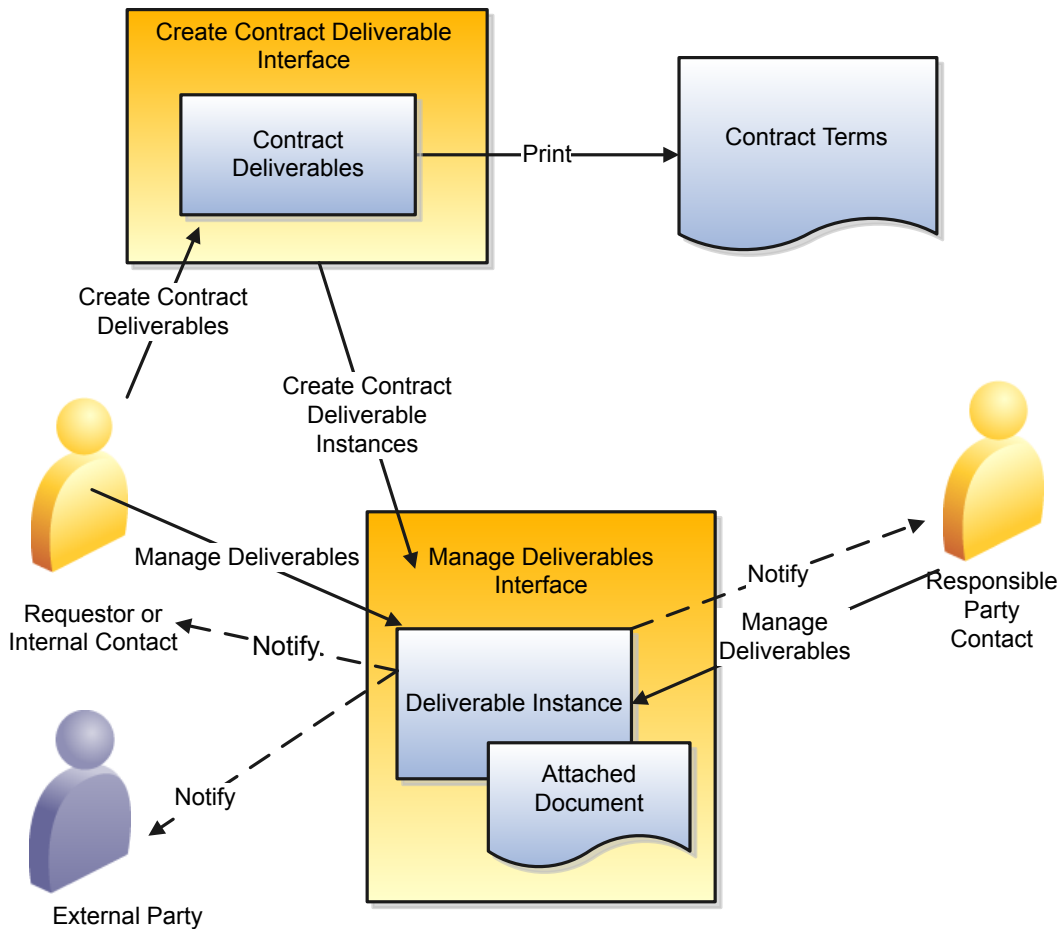 Create Contract Deliverable
Interface
Contract
Deliverables
Print
Contract Terms
Create Contract
Deliverables
Create Contract
Deliverable
Instances
Manage Deliverables
Manage Deliverables
Interface
Notify
Responsible
Party
Contact
Requestor or
Internal Contact
Notify.
Manage
Deliverables
Deliverable Instance
Attached
Document
Notify
External Party